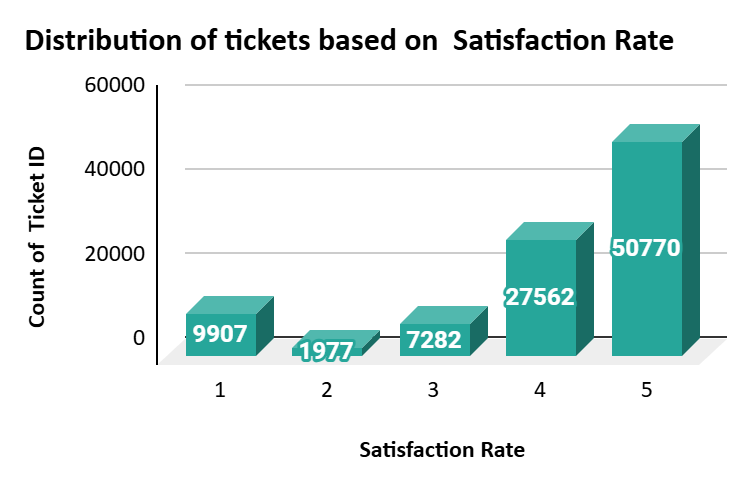 Distribution of tickets based on  Satisfaction Rate
Count of  Ticket ID
60000
40000
20000
0
9907
1977
7282
27562
50770
1 2 3 4 5
Satisfaction Rate